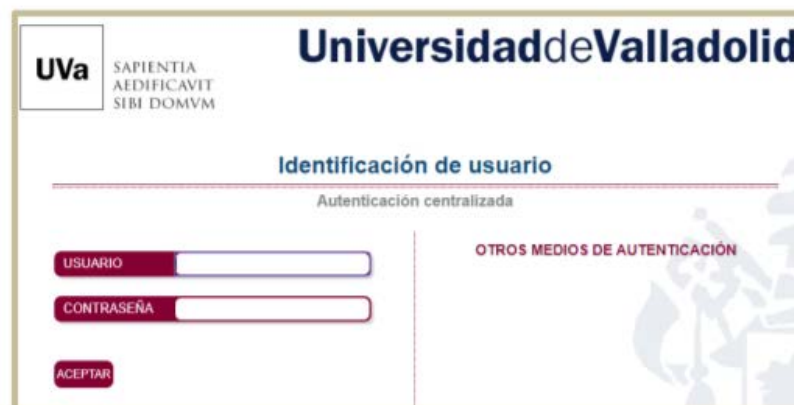 UVa
SAPIENTIA
AEDIFICAVIT
SIBI DOMVM
UniversidaddeValladolid
Identificación de usuario
Autenticación centralizada
USUARIO
CONTRASEÑA
ACEPTAR
OTROS MEDIOS DE AUTENTICACIÓN